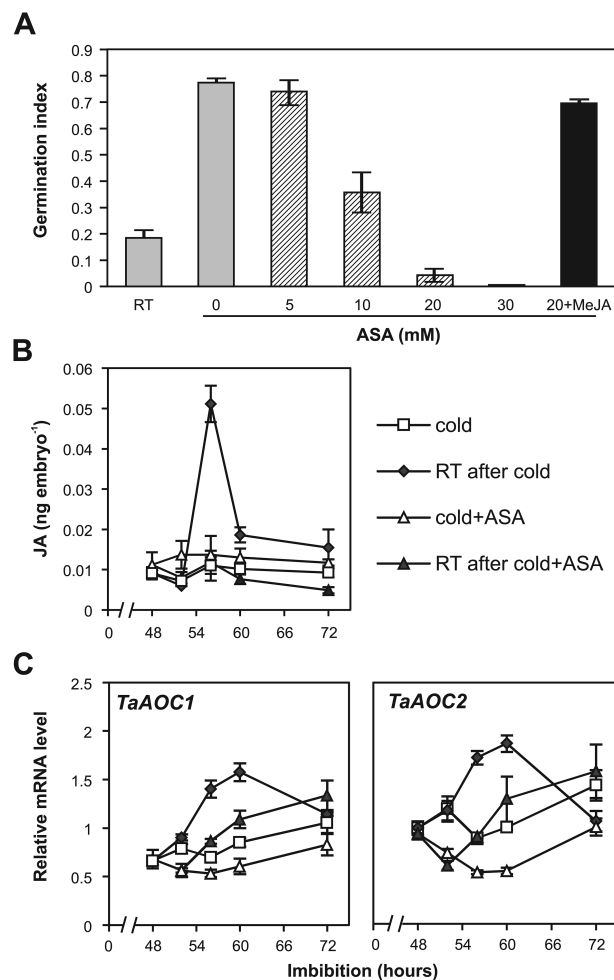 A
Germination index
0.9
0.8
0.7
0.6
0.5
0.4
0.3
0.2
0.1
0
RT 0 5 10 20 30 20+MeJA
ASA (mM)
B
JA (ng embryo⁻¹)
0.06
0.05
0.04
0.03
0.02
0.01
0
0 48 54 60 66 72
cold
RT after cold
cold+ASA
RT after cold+ASA
C
Relative mRNA level
TaAOC1
2.5
2
1.5
1
0.5
0
0 48 54 60 66 72
TaAOC2
0 48 54 60 66 72
Imbibition (hours)